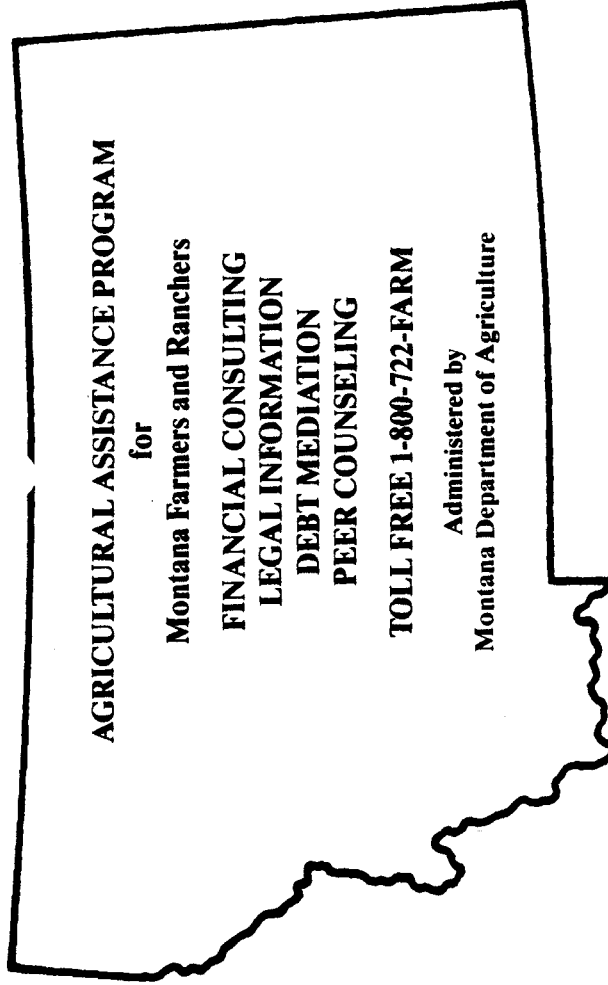 AGRICULTURAL ASSISTANCE PROGRAM
for
Montana Farmers and Ranchers
FINANCIAL CONSULTING
LEGAL INFORMATION
DEBT MEDIATION
PEER COUNSELING
TOLL FREE 1-800-722-FARM
Administered by
Montana Department of Agriculture